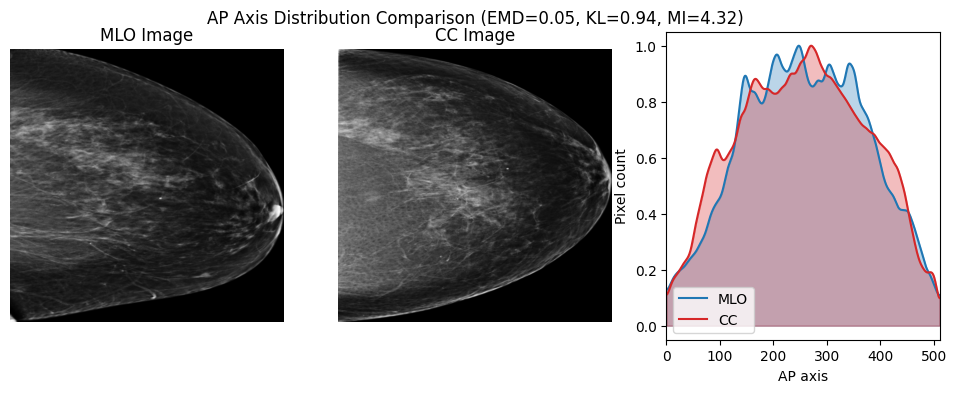 AP Axis Distribution Comparison (EMD=0.05, KL=0.94, MI=4.32)
MLO Image
CC Image
1.0
0.8
0.6
0.4
0.2
0.0
Pixel count
MLO
CC
0 100 200 300 400 500
AP axis